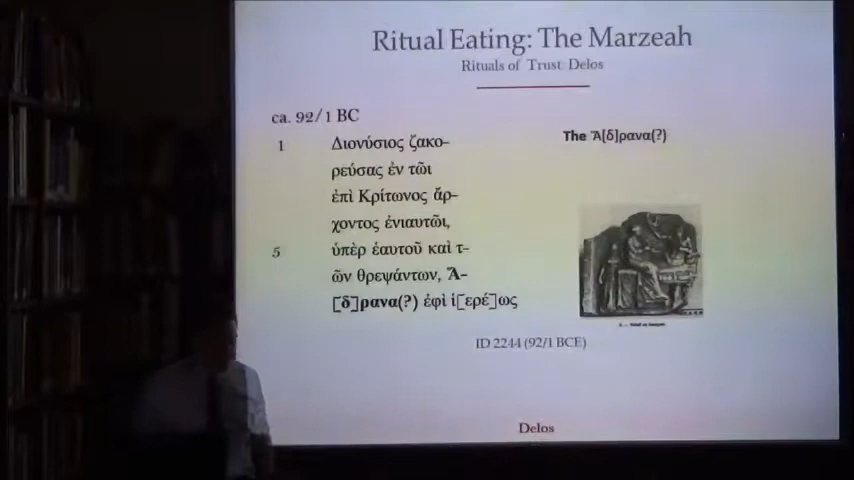 Ritual Eating: The Marzeah
Rituals of Trust: Delos
ca. 92/1 BC
1 Διονύσιος ζακο-
ρεύσας ἐν τῶι
ἐπὶ Κρίτωνος ἄρ-
χοντος ἐνιαυτῶι,
5 ὑπὲρ ἑαυτοῦ καὶ τ-
ῶν θρεψάντων, Ἄ-
[δ]ρανα(?) ἐφὶ ἱ[ερέ]ως
The Ἄ[δ]ρανα(?)
ID 2244 (92/1 BCE)
Delos